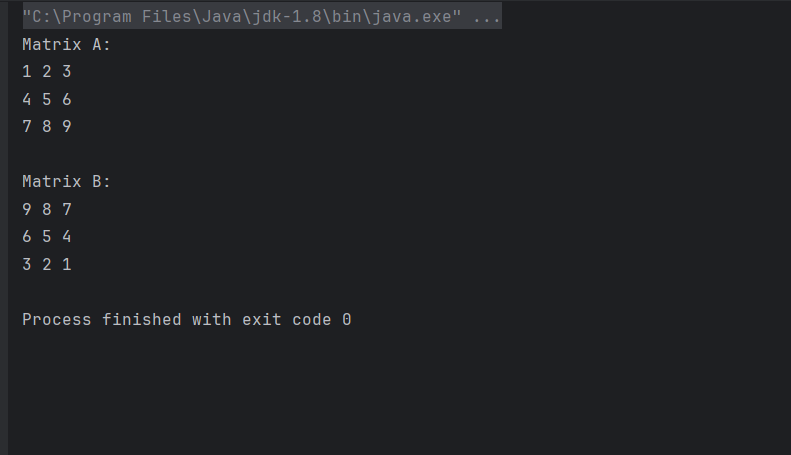 "C:\Program Files\Java\jdk-1.8\bin\java.exe" ...
Matrix A:
1 2 3
4 5 6
7 8 9
Matrix B:
9 8 7
6 5 4
3 2 1
Process finished with exit code 0